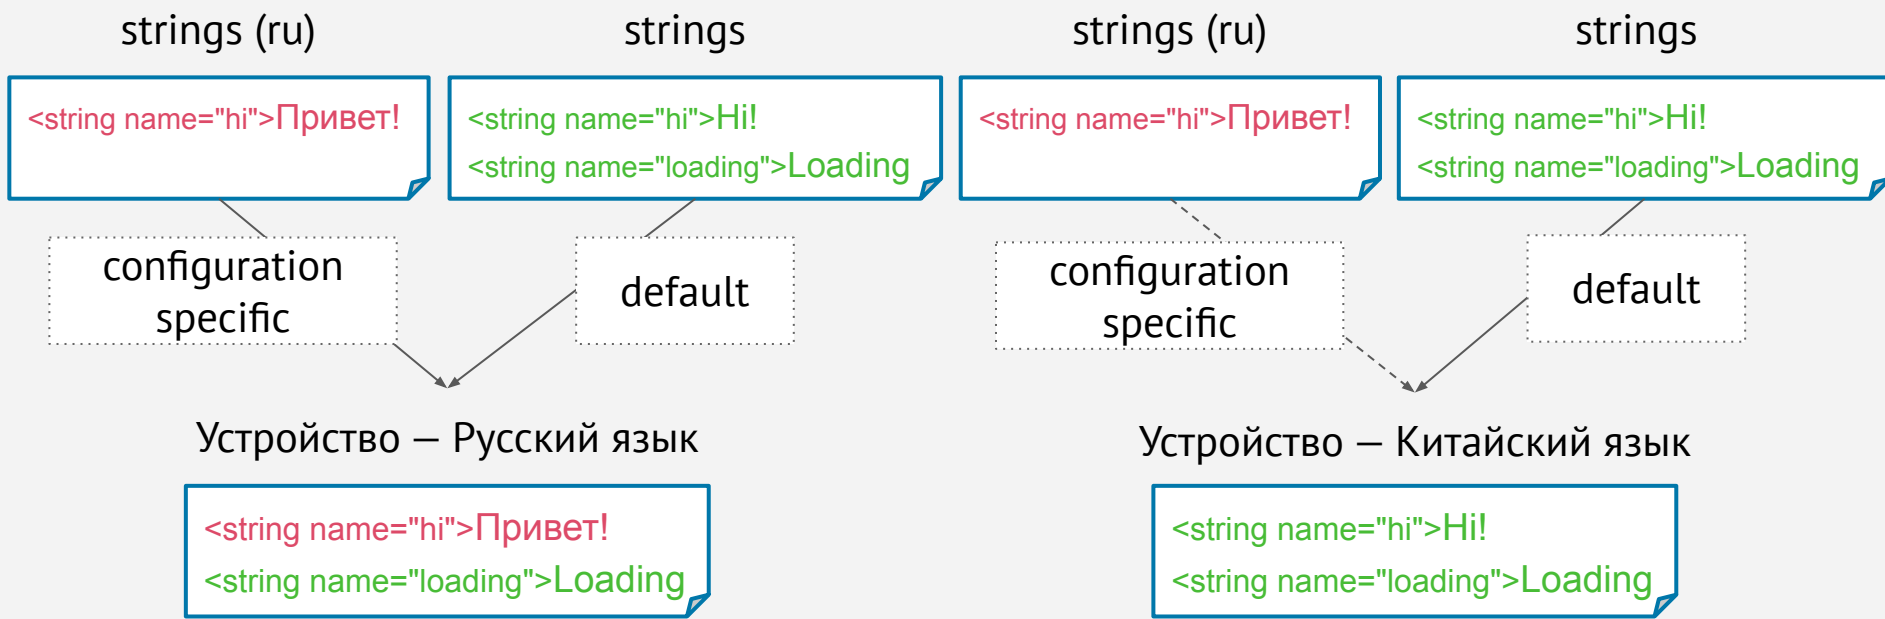 strings (ru)
strings
<string name="hi">Привет!
<string name="hi">Hi!
<string name="loading">Loading
configuration
specific
default
Устройство — Русский язык
<string name="hi">Привет!
<string name="loading">Loading
strings (ru)
strings
<string name="hi">Привет!
<string name="hi">Hi!
<string name="loading">Loading
configuration
specific
default
Устройство — Китайский язык
<string name="hi">Hi!
<string name="loading">Loading